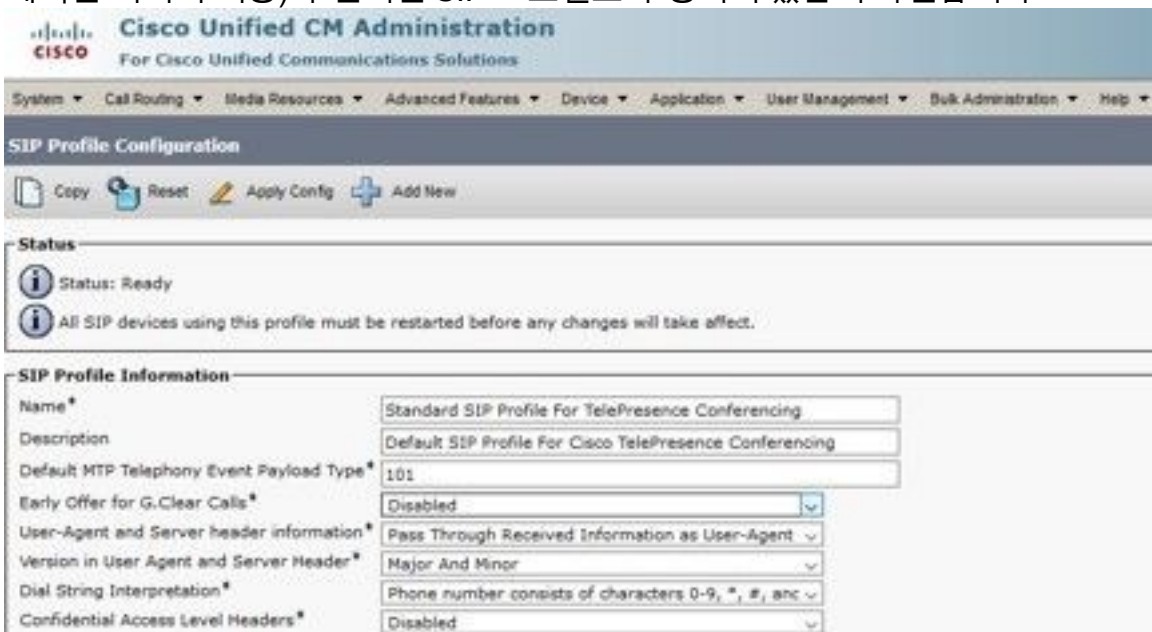 Cisco Unified CM Administration
CISCO
For Cisco Unified Communications Solutions
System Call Routing Media Resources Advanced Features Device Application User Management Bulk Administration Help
SIP Profile Configuration
Copy Reset Apply Config Add New
Status
Status: Ready
All SIP devices using this profile must be restarted before any changes will take affect.
SIP Profile Information
Name* Standard SIP Profile For TelePresence Conferencing
Description Default SIP Profile For Cisco TelePresence Conferencing
Default MTP Telephony Event Payload Type* 101
Early Offer for G.Clear Calls* Disabled
User-Agent and Server header information* Pass Through Received Information as User-Agent
Version in User Agent and Server Header* Major And Minor
Dial String Interpretation* Phone number consists of characters 0-9, *, #, anc
Confidential Access Level Headers* Disabled